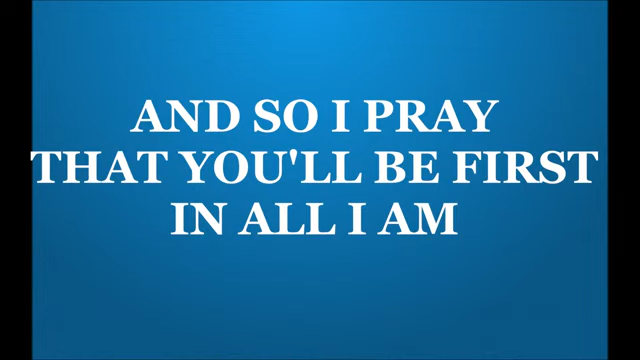 AND SO I PRAY
THAT YOU'LL BE FIRST
IN ALL I AM